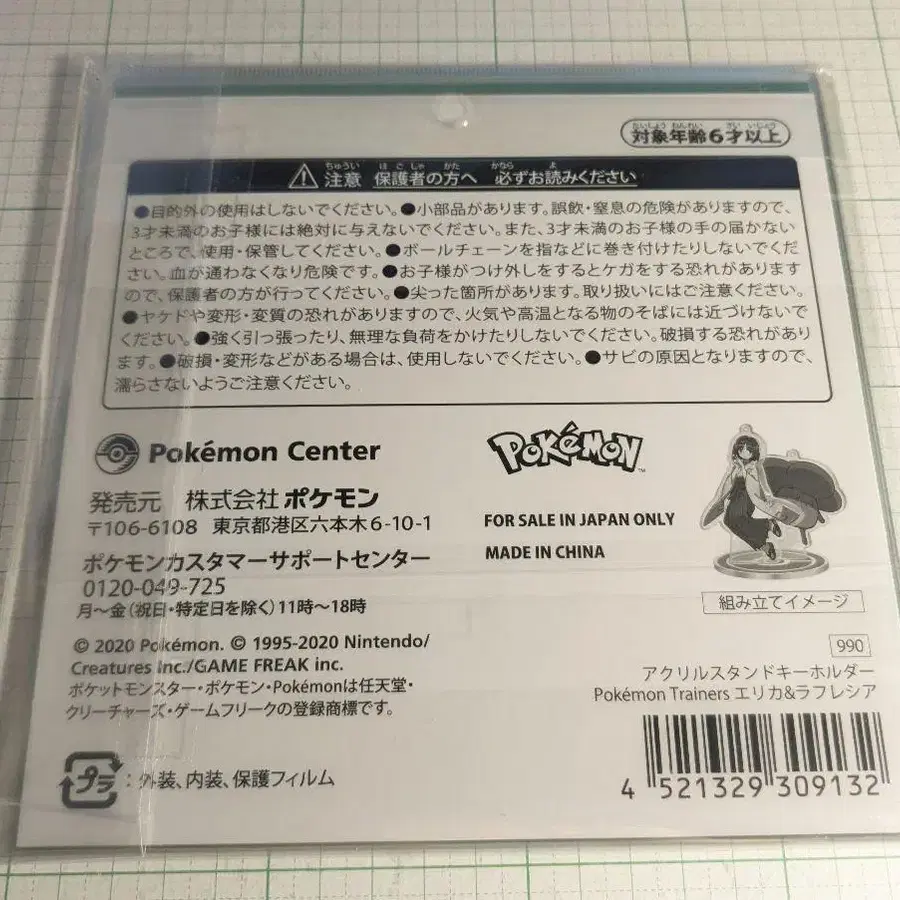 対象年齢6才以上
注意 保護者の方へ 必ずお読みください
●目的外の使用はしないでください。●小部品があります。誤飲・窒息の危険がありますので、
3才未満のお子様には絶対に与えないでください。また、3才未満のお子様の手の届かない
ところで、使用・保管してください。●ボールチェーンを指などに巻き付けたりしないでくだ
さい。血が通わなくなり危険です。●お子様がつけ外しをするとケガをする恐れがあります
ので、保護者の方が行ってください。●尖った箇所があります。取り扱いにはご注意ください。
●ヤケドや変形・変質の恐れがありますので、火気や高温となる物のそばには近づけないで
ください。●強く引っ張ったり、無理な負荷をかけたりしないでください。破損する恐れがあり
ます。●破損・変形などがある場合は、使用しないでください。●サビの原因となりますので、
濡らさないようご注意ください。
Pokémon Center
POKéMON™
発売元 株式会社ポケモン
〒106-6108 東京都港区六本木6-10-1
FOR SALE IN JAPAN ONLY
MADE IN CHINA
ポケモンカスタマーサポートセンター
0120-049-725
月〜金(祝日・特定日を除く)11時〜18時
組み立てイメージ
© 2020 Pokémon. © 1995-2020 Nintendo/
Creatures Inc./GAME FREAK inc.
ポケットモンスター・ポケモン・Pokémonは任天堂・
クリーチャーズ・ゲームフリークの登録商標です。
990
アクリルスタンドキーホルダー
Pokémon Trainers エリカ&ラフレシア
プラ:外装、内装、保護フィルム
4 521329 309132